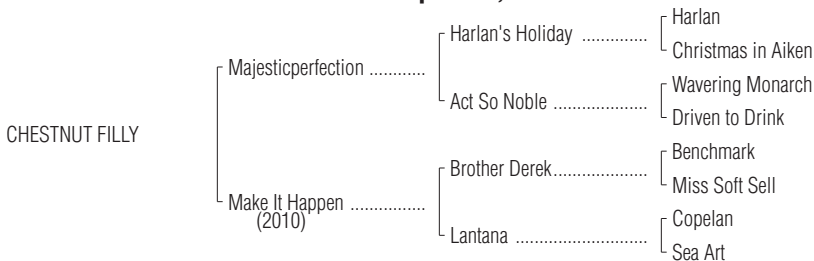 Harlan
Harlan's Holiday ..............
Christmas in Aiken
Majesticperfection ............
Wavering Monarch
Act So Noble ....................
Driven to Drink
CHESTNUT FILLY
Benchmark
Brother Derek....................
Miss Soft Sell
Make It Happen ................
(2010)
Copelan
Lantana ............................
Sea Art